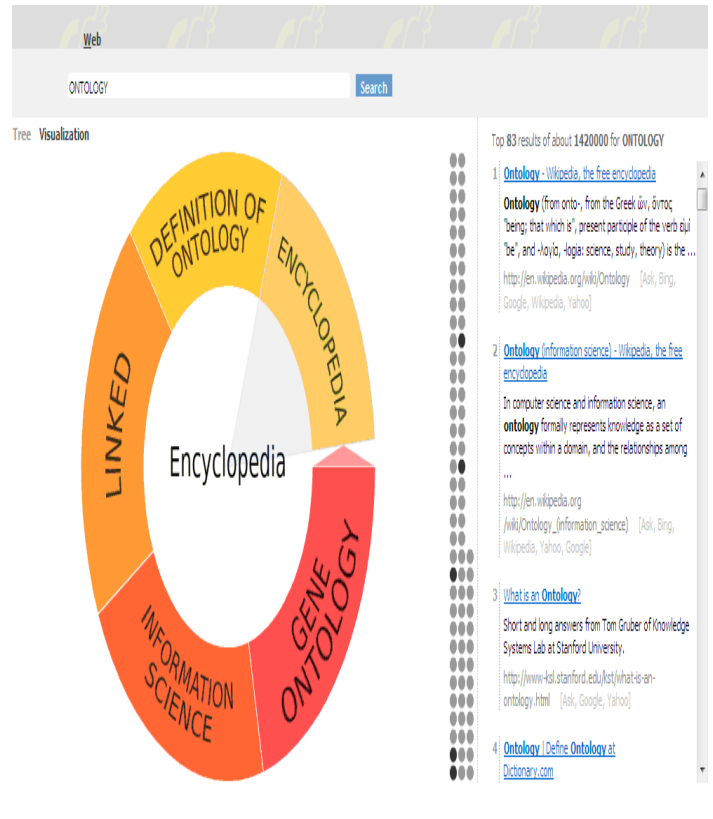 Web
ONTOLOGY
Search
Tree Visualization
DEFINITION OF
ONTOLOGY
ENCYCLOPEDIA
LINKED
Encyclopedia
INFORMATION
SCIENCE
GENE
ONTOLOGY
Top 83 results of about 1420000 for ONTOLOGY
1 Ontology - Wikipedia, the free encyclopedia
Ontology (from onto-, from the Greek ὤν, ὄντος
"being; that which is", present participle of the verb εἰμί
"be", and -λογία, -logia: science, study, theory) is the ...
http://en.wikipedia.org/wiki/Ontology [Ask, Bing,
Google, Wikipedia, Yahoo]
2 Ontology (information science) - Wikipedia, the free
encyclopedia
In computer science and information science, an
ontology formally represents knowledge as a set of
concepts within a domain, and the relationships among
...
http://en.wikipedia.org
/wiki/Ontology_(information_science) [Ask, Bing,
Wikipedia, Yahoo, Google]
3 What is an Ontology?
Short and long answers from Tom Gruber of Knowledge
Systems Lab at Stanford University.
http://www-ksl.stanford.edu/kst/what-is-an-
ontology.html [Ask, Google, Yahoo]
4 Ontology | Define Ontology at
Dictionary.com